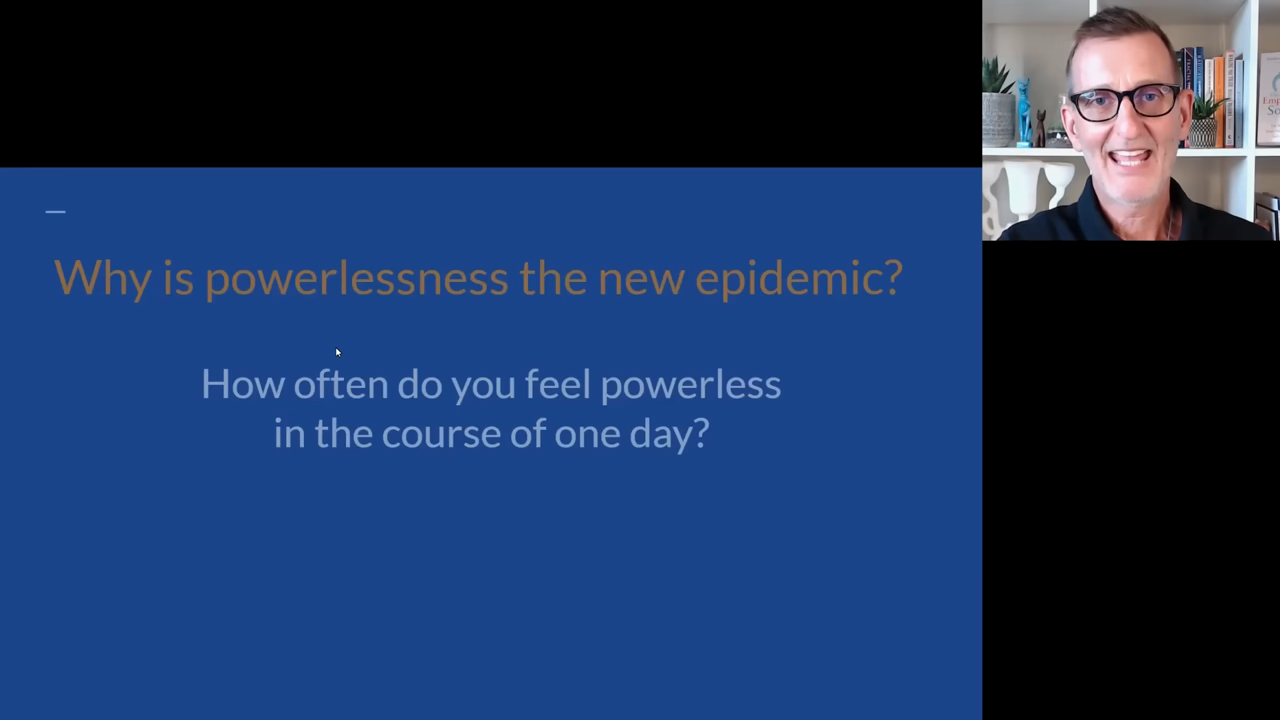 Why is powerlessness the new epidemic?
How often do you feel powerless
in the course of one day?